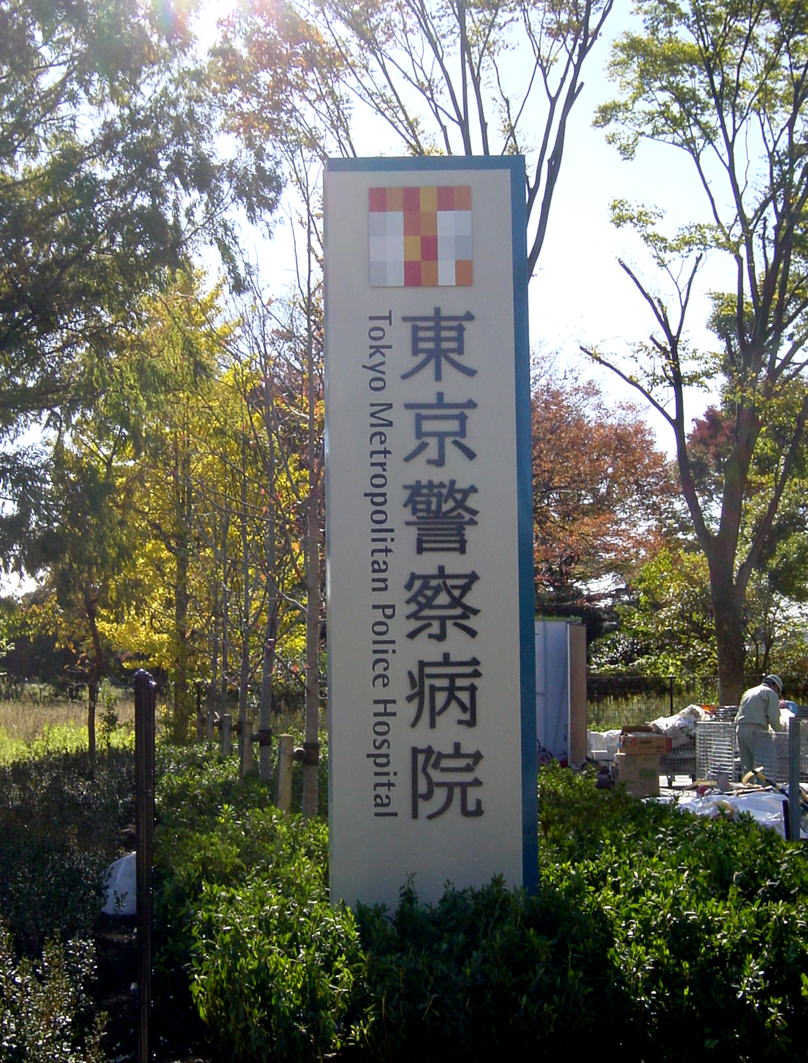 東京警察病院
Tokyo Metropolitan Police Hospital